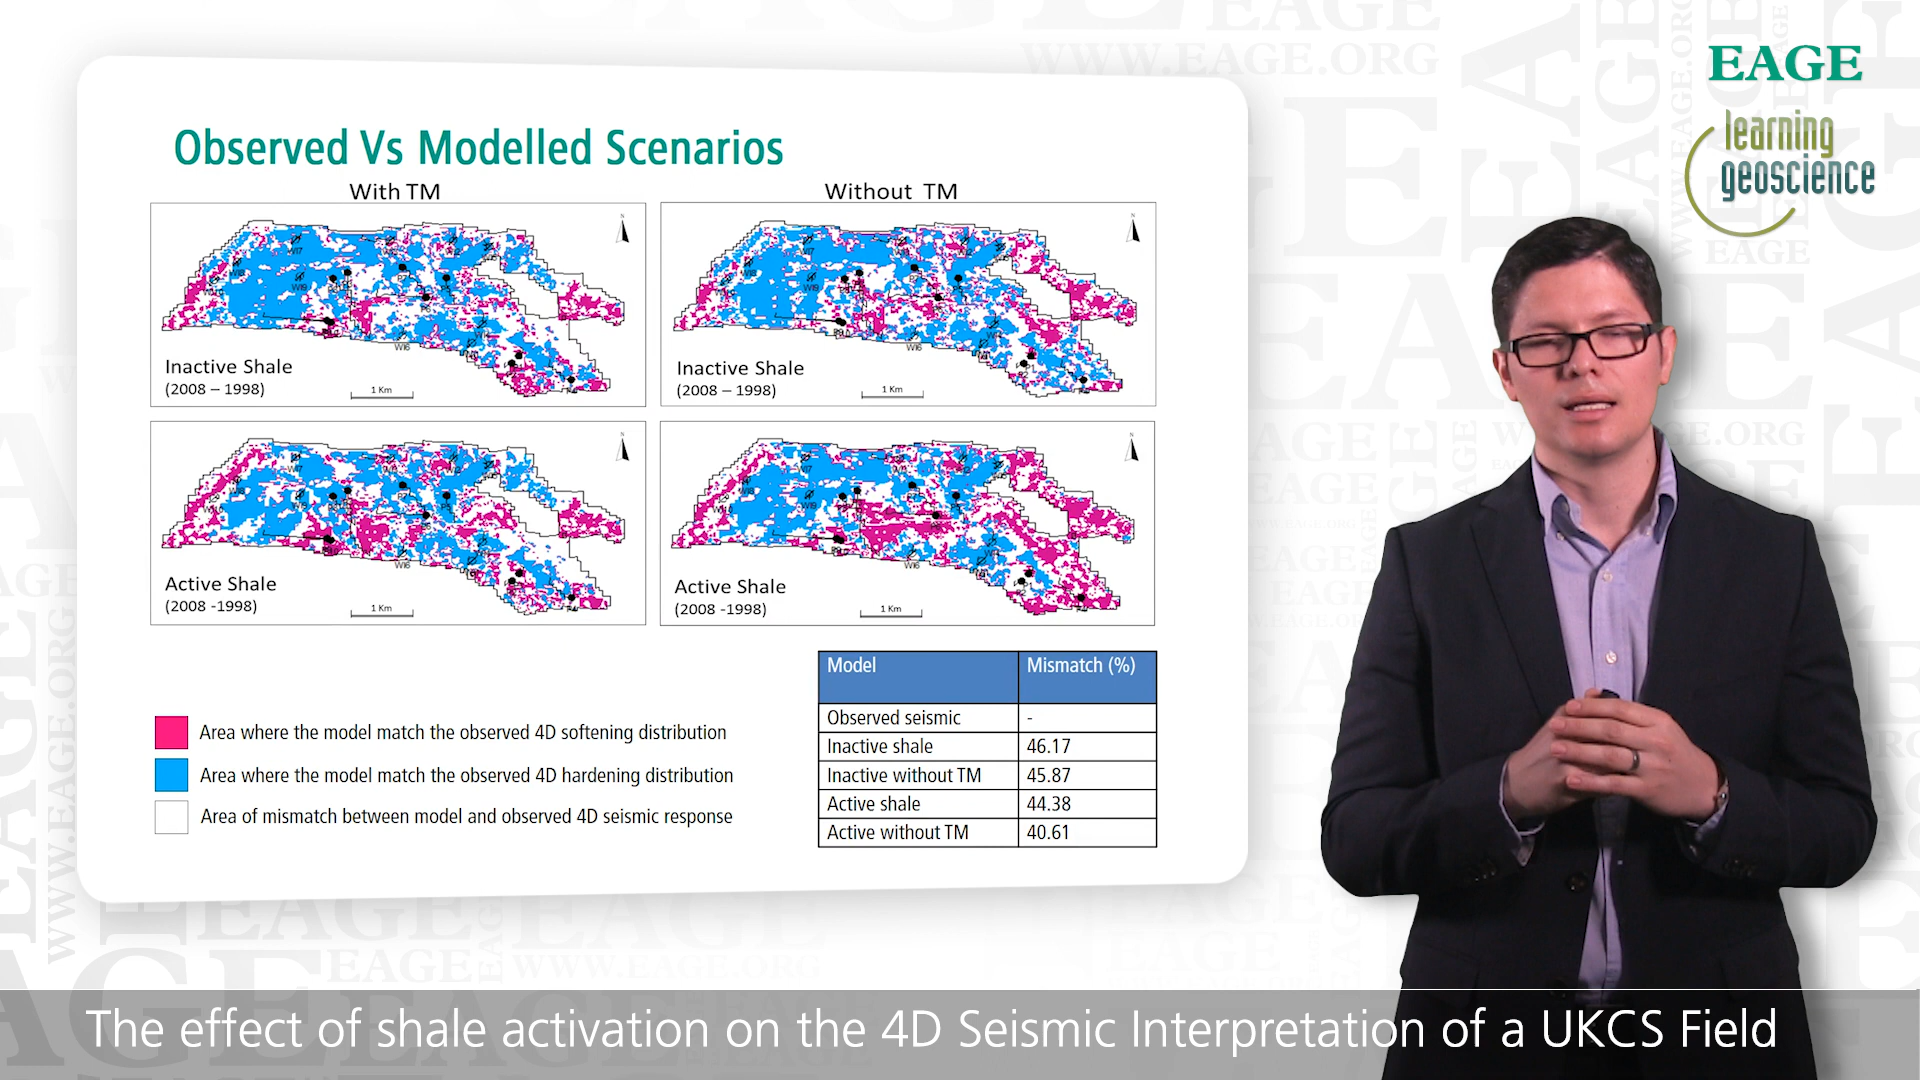 EAGE
learning
geoscience
Observed Vs Modelled Scenarios
With TM
Without TM
Inactive Shale
(2008 – 1998)
1 Km
N
Inactive Shale
(2008 – 1998)
1 Km
N
Active Shale
(2008 -1998)
1 Km
N
Active Shale
(2008 -1998)
1 Km
N
Area where the model match the observed 4D softening distribution
Area where the model match the observed 4D hardening distribution
Area of mismatch between model and observed 4D seismic response
Model Mismatch (%)
Observed seismic -
Inactive shale 46.17
Inactive without TM 45.87
Active shale 44.38
Active without TM 40.61
The effect of shale activation on the 4D Seismic Interpretation of a UKCS Field
WWW.EAGE.ORG